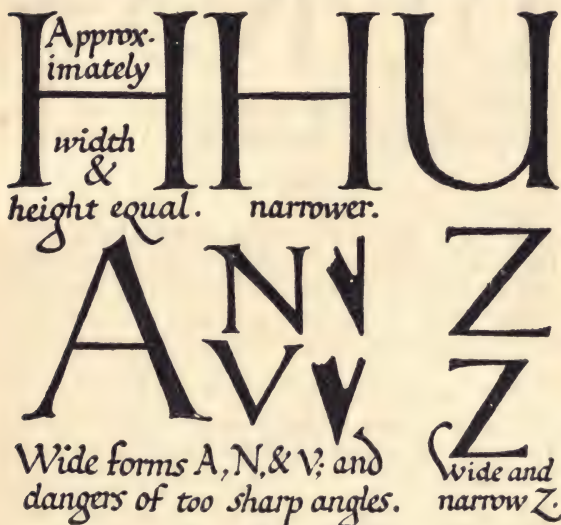 H H U
Approx-
imately
width
&
height equal. narrower.
A N Z
V Z
Wide forms A, N, & V; and
dangers of too sharp angles.
Wide and
narrow Z.